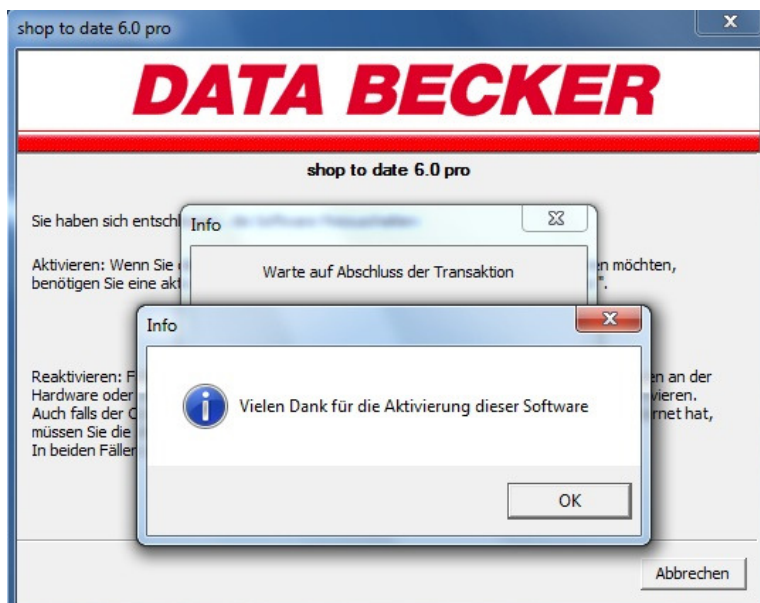 shop to date 6.0 pro
DATA BECKER
shop to date 6.0 pro
Sie haben sich entschl
Info
Aktivieren: Wenn Sie
Warte auf Abschluss der Transaktion
en möchten,
benötigen Sie eine akt
".
Info
Reaktivieren: F
en an der
Hardware oder
vieren.
Vielen Dank für die Aktivierung dieser Software
Auch falls der
rnet hat,
müssen Sie die
In beiden Fällen
OK
Abbrechen